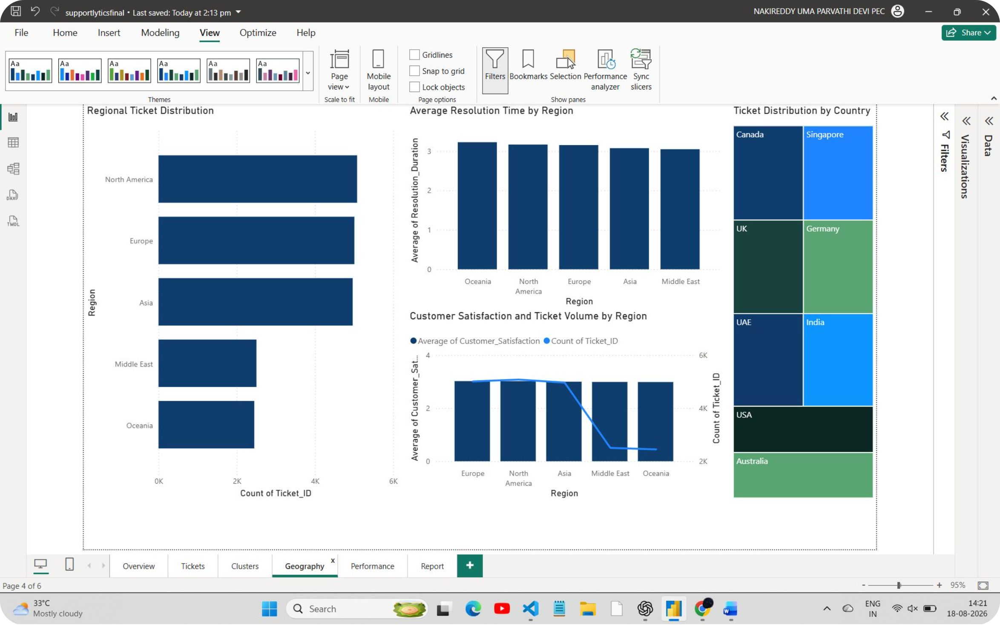 supportlyticsfinal • Last saved: Today at 2:13 pm
NAKIREDDY UMA PARVATHI DEVI PEC
File Home Insert Modeling View Optimize Help
Share
Aa Aa Aa Aa Aa Aa
Themes
Page view
Scale to fit
Mobile layout
Mobile
Gridlines
Snap to grid
Lock objects
Page options
Filters
Bookmarks
Selection
Performance analyzer
Sync slicers
Show panes
DAX
TMDL
Regional Ticket Distribution
Region
North America
Europe
Asia
Middle East
Oceania
0K 2K 4K 6K
Count of Ticket_ID
Average Resolution Time by Region
Average of Resolution_Duration
3
2
1
0
Oceania North America Europe Asia Middle East
Region
Customer Satisfaction and Ticket Volume by Region
Average of Customer_Satisfaction Count of Ticket_ID
Average of Customer_Sat...
4
2
0
6K
4K
2K
Count of Ticket_ID
Europe North America Asia Middle East Oceania
Region
Ticket Distribution by Country
Canada Singapore
UK Germany
UAE India
USA
Australia
Filters
Visualizations
Data
Overview Tickets Clusters Geography x Performance Report +
Page 4 of 6
- + 95%
33°C
Mostly cloudy
Search
W
ENG
IN
14:21
18-08-2026